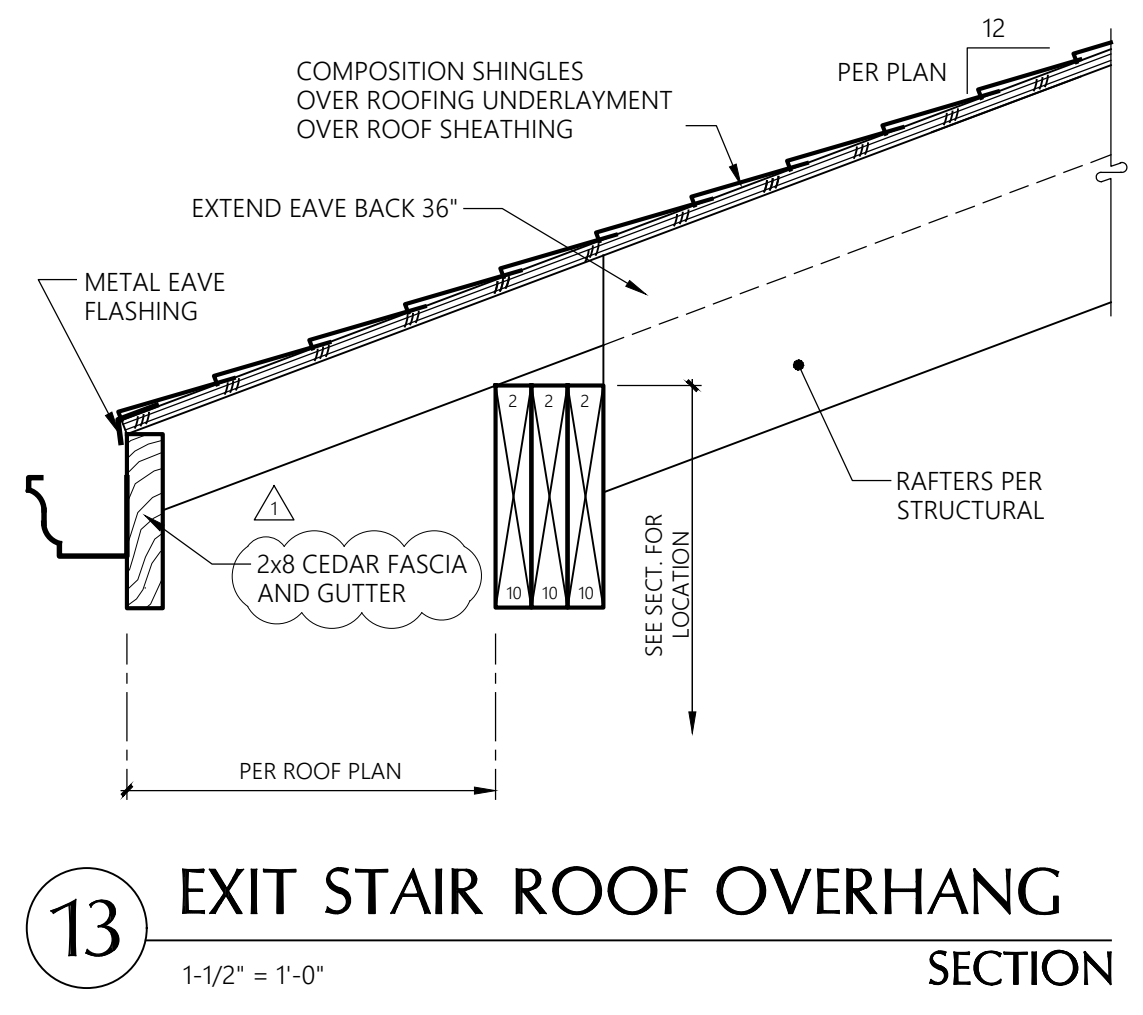 12
PER PLAN
COMPOSITION SHINGLES
OVER ROOFING UNDERLAYMENT
OVER ROOF SHEATHING
EXTEND EAVE BACK 36"
METAL EAVE
FLASHING
2 2 2
10 10 10
RAFTERS PER
STRUCTURAL
1
2x8 CEDAR FASCIA
AND GUTTER
SEE SECT. FOR
LOCATION
PER ROOF PLAN
13
EXIT STAIR ROOF OVERHANG
SECTION
1-1/2" = 1'-0"